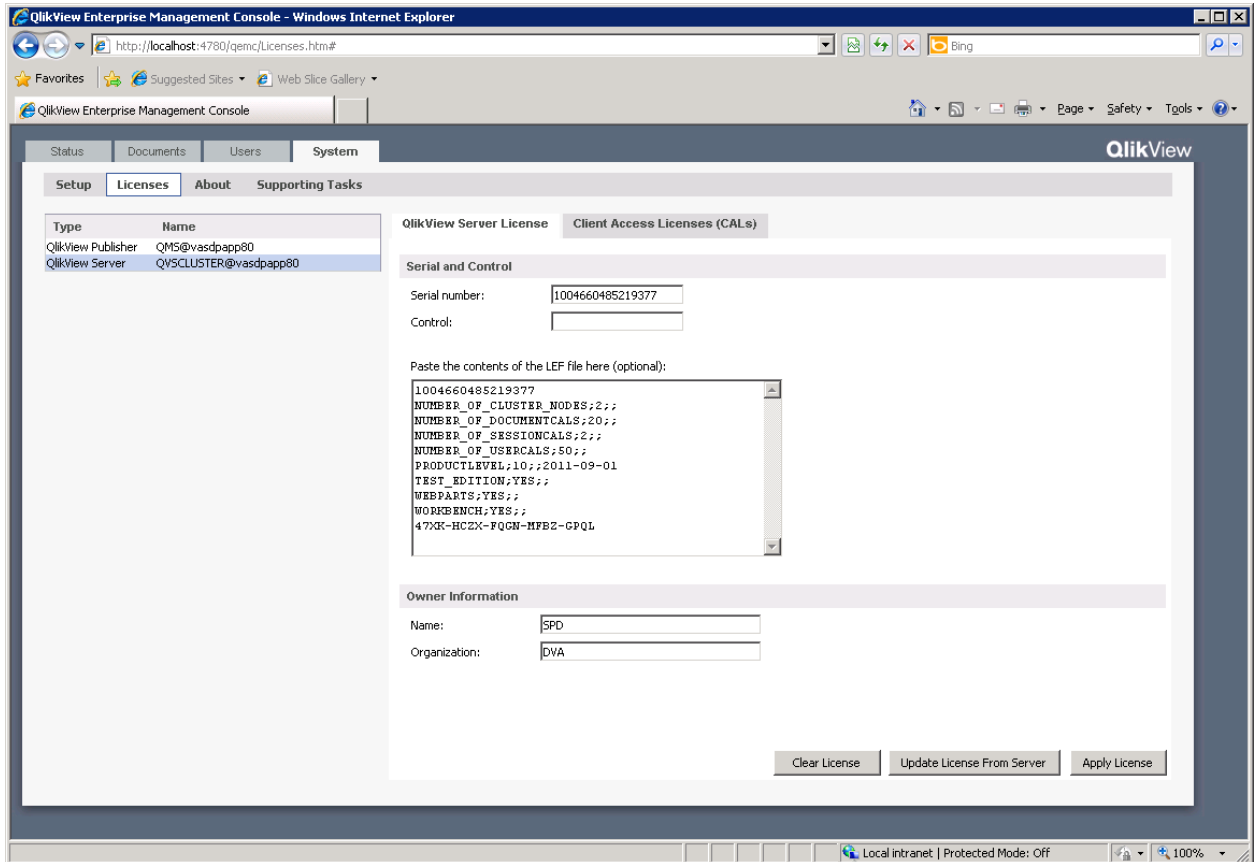 QlikView Enterprise Management Console - Windows Internet Explorer
http://localhost:4780/qemc/Licenses.htm#
Bing
Favorites Suggested Sites Web Slice Gallery
QlikView Enterprise Management Console
Page Safety Tools
Status Documents Users System
QlikView
Setup Licenses About Supporting Tasks
Type Name
QlikView Publisher QMS@vasdpapp80
QlikView Server QVSCLUSTER@vasdpapp80
QlikView Server License Client Access Licenses (CALs)
Serial and Control
Serial number: 1004660485219377
Control:
Paste the contents of the LEF file here (optional):
1004660485219377
NUMBER_OF_CLUSTER_NODES;2;;
NUMBER_OF_DOCUMENTCALS;20;;
NUMBER_OF_SESSIONCALS;2;;
NUMBER_OF_USERCALS;50;;
PRODUCTLEVEL;10;;2011-09-01
TEST_EDITION;YES;;
WEBPARTS;YES;;
WORKBENCH;YES;;
47XK-HCZX-FQGN-MFBZ-GPQL
Owner Information
Name: SPD
Organization: DVA
Clear License Update License From Server Apply License
Local intranet | Protected Mode: Off 100%